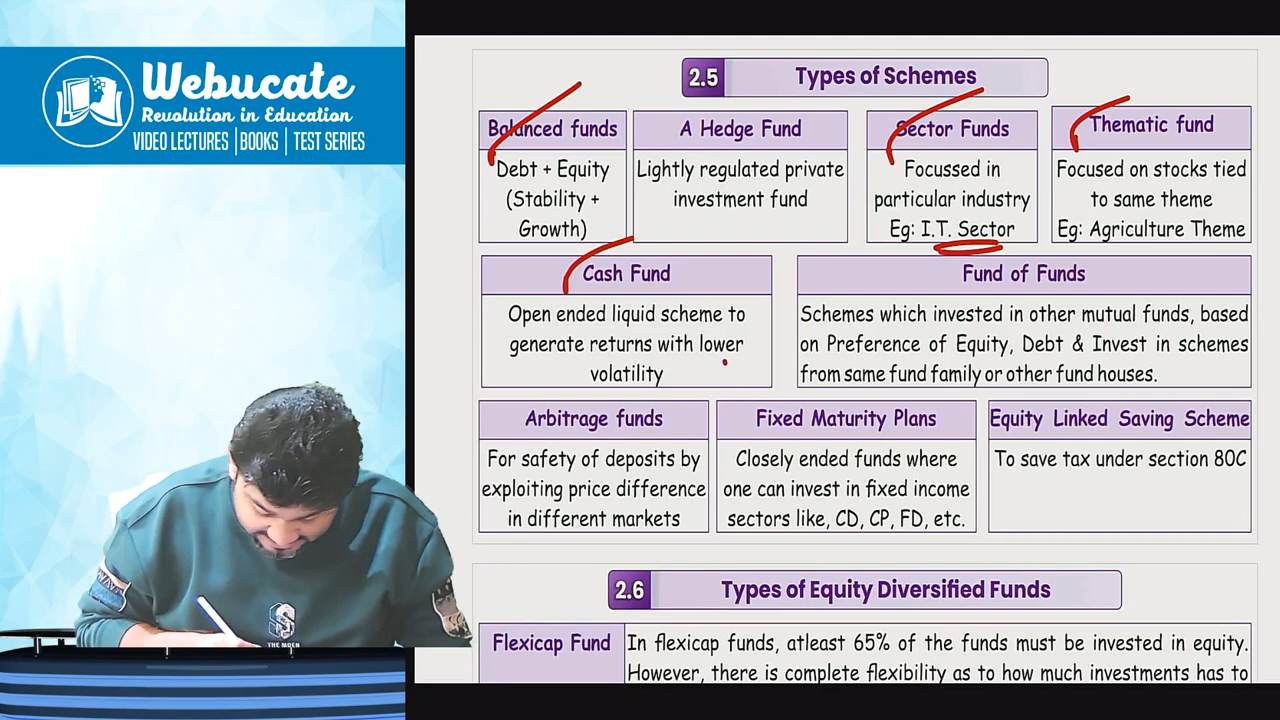 Webucate
Revolution in Education
VIDEO LECTURES | BOOKS | TEST SERIES
2.5 Types of Schemes
Balanced funds
Debt + Equity
(Stability +
Growth)
A Hedge Fund
Lightly regulated private
investment fund
Sector Funds
Focussed in
particular industry
Eg: I.T. Sector
Thematic fund
Focused on stocks tied
to same theme
Eg: Agriculture Theme
Cash Fund
Open ended liquid scheme to
generate returns with lower
volatility
Fund of Funds
Schemes which invested in other mutual funds, based
on Preference of Equity, Debt & Invest in schemes
from same fund family or other fund houses.
Arbitrage funds
For safety of deposits by
exploiting price difference
in different markets
Fixed Maturity Plans
Closely ended funds where
one can invest in fixed income
sectors like, CD, CP, FD, etc.
Equity Linked Saving Scheme
To save tax under section 80C
2.6 Types of Equity Diversified Funds
Flexicap Fund
In flexicap funds, atleast 65% of the funds must be invested in equity.
However, there is complete flexibility as to how much investments has to